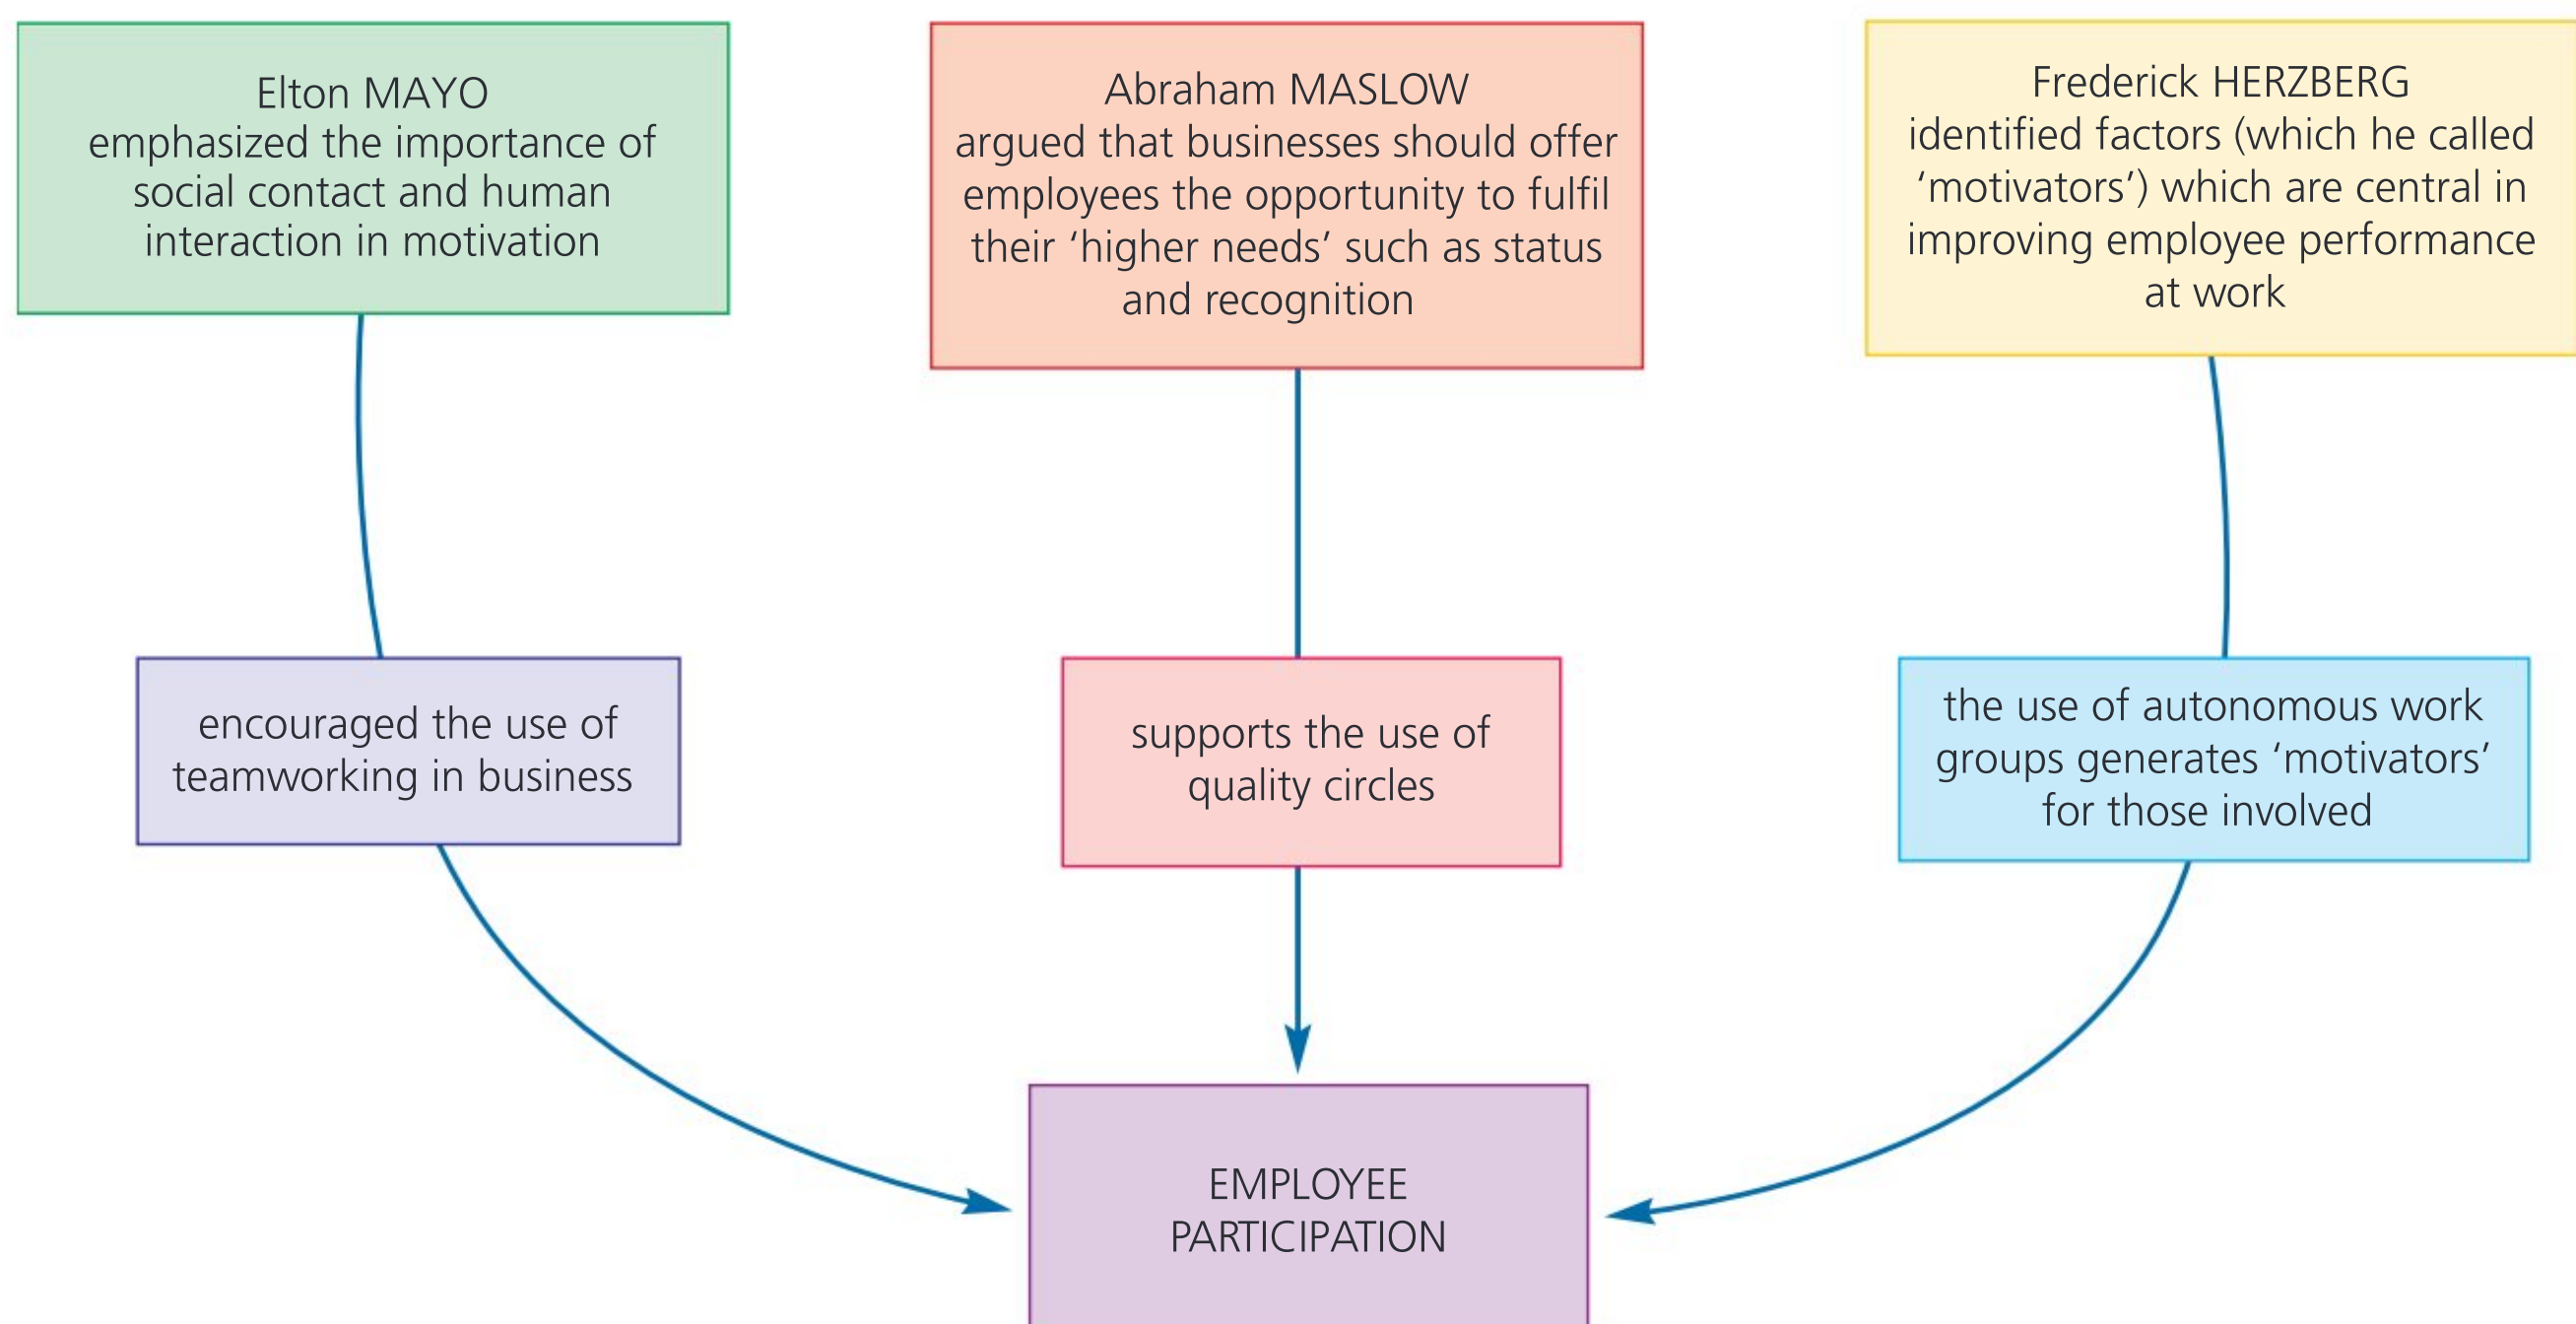 Elton MAYO
emphasized the importance of
social contact and human
interaction in motivation
Abraham MASLOW
argued that businesses should offer
employees the opportunity to fulfil
their ‘higher needs’ such as status
and recognition
Frederick HERZBERG
identified factors (which he called
‘motivators’) which are central in
improving employee performance
at work
encouraged the use of
teamworking in business
supports the use of
quality circles
the use of autonomous work
groups generates ‘motivators’
for those involved
EMPLOYEE
PARTICIPATION